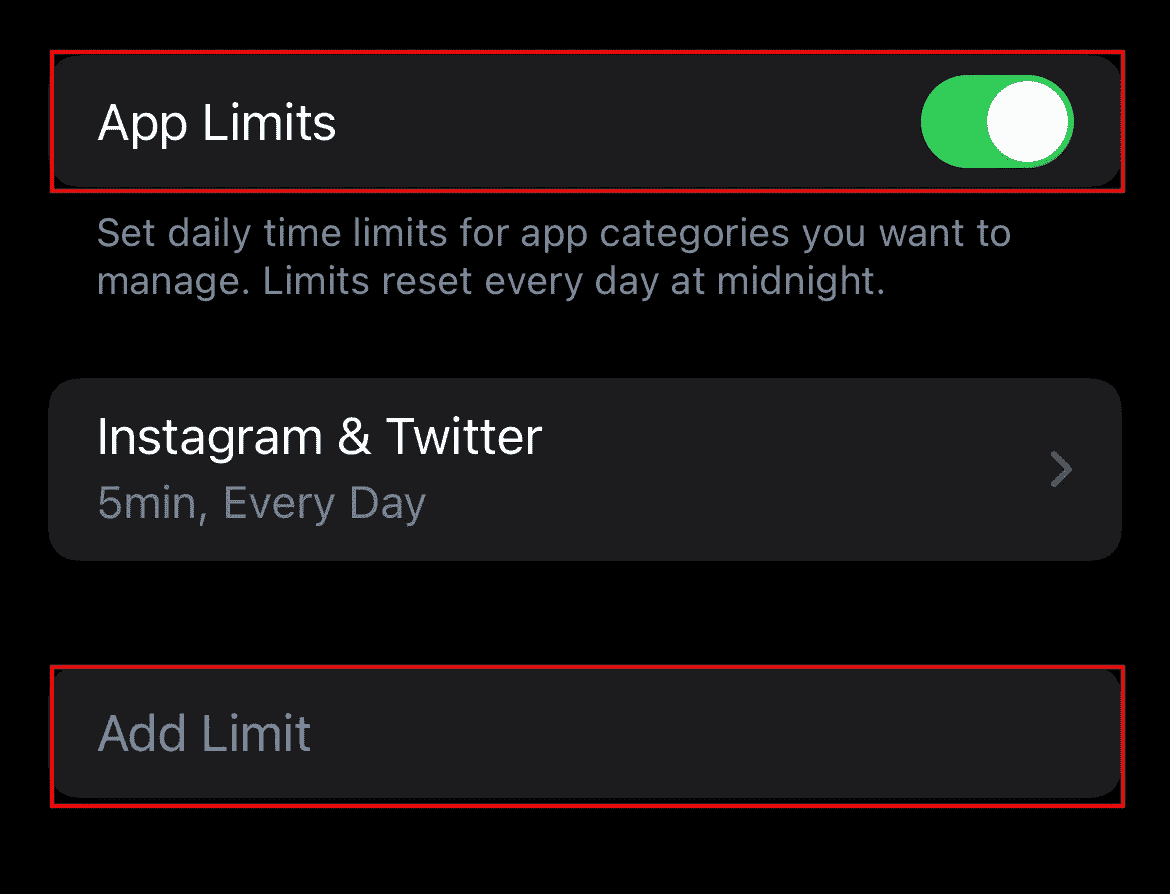 App Limits
Set daily time limits for app categories you want to
manage. Limits reset every day at midnight.
Instagram & Twitter
5min, Every Day
Add Limit